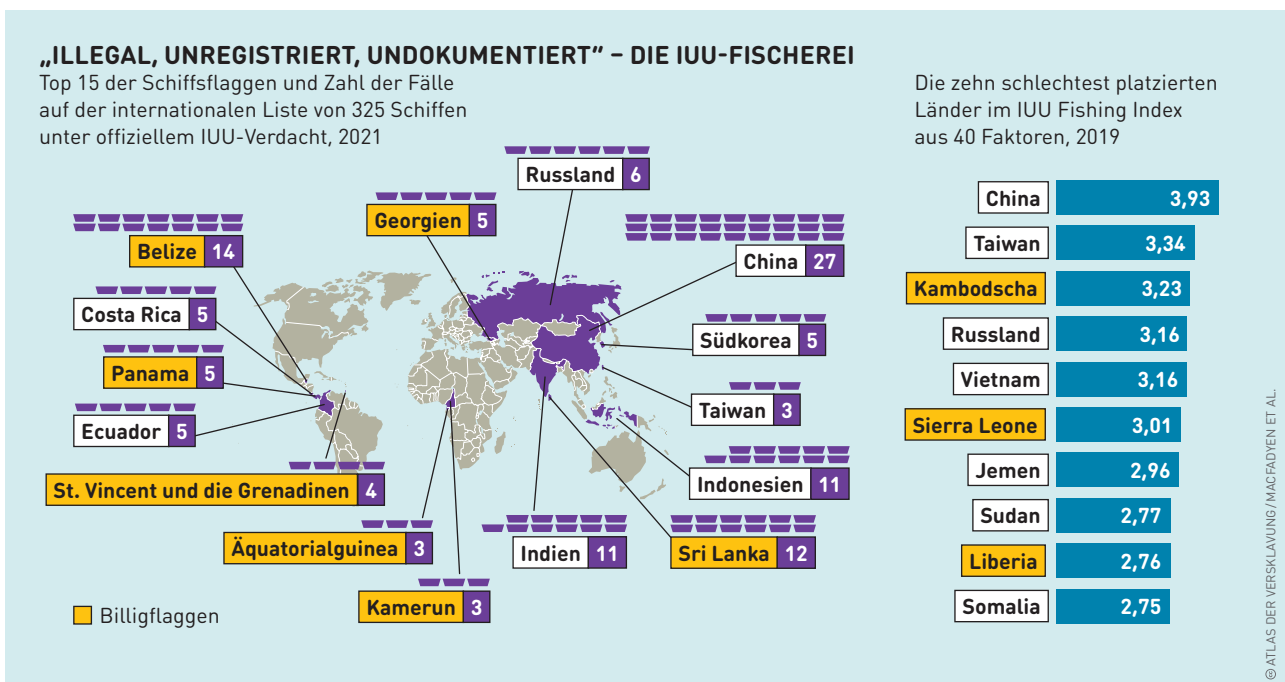 „ILLEGAL, UNREGISTRIERT, UNDOKUMENTIERT” – DIE IUU-FISCHEREI
Top 15 der Schiffsflaggen und Zahl der Fälle
auf der internationalen Liste von 325 Schiffen
unter offiziellem IUU-Verdacht, 2021
Russland 6
Georgien 5
Belize 14
China 27
Costa Rica 5
Südkorea 5
Panama 5
Taiwan 3
Ecuador 5
St. Vincent und die Grenadinen 4
Indonesien 11
Äquatorialguinea 3
Indien 11
Sri Lanka 12
Kamerun 3
Billigflaggen
Die zehn schlechtest platzierten
Länder im IUU Fishing Index
aus 40 Faktoren, 2019
China 3,93
Taiwan 3,34
Kambodscha 3,23
Russland 3,16
Vietnam 3,16
Sierra Leone 3,01
Jemen 2,96
Sudan 2,77
Liberia 2,76
Somalia 2,75
ATLAS DER VERSKLAVUNG / MACFADYEN ET AL.